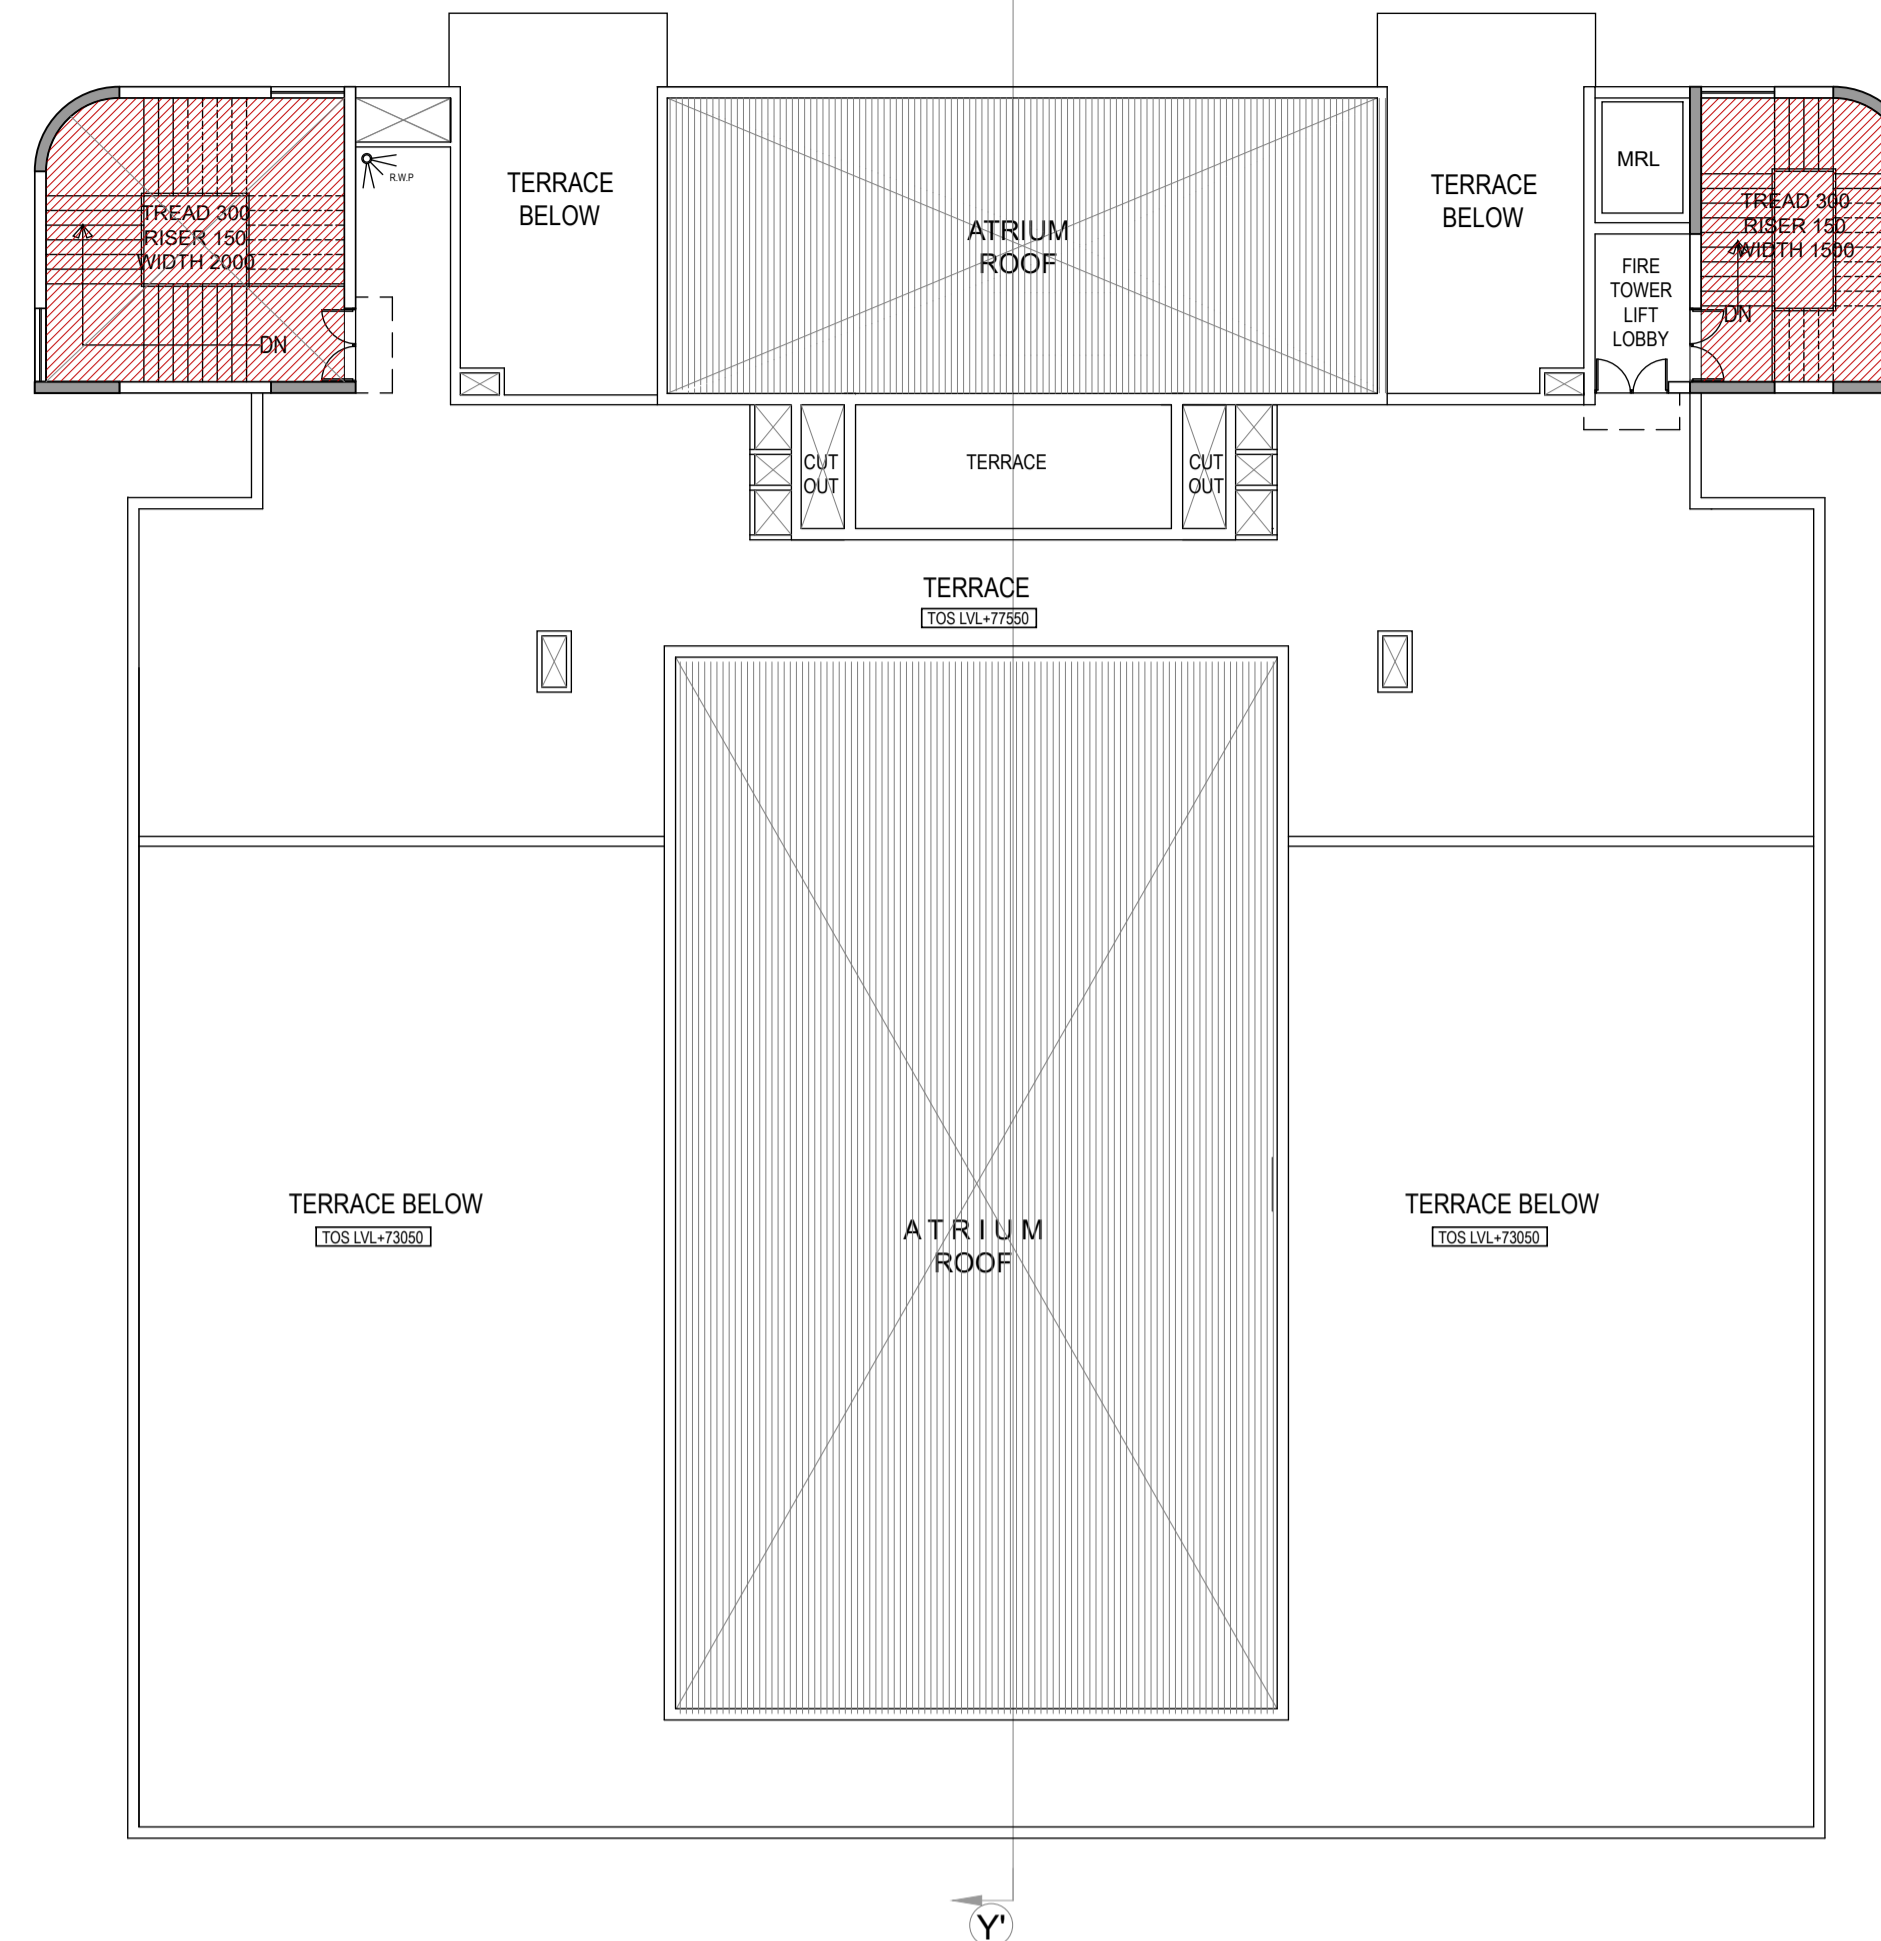 TERRACE
BELOW
TERRACE
BELOW
MRL
R.W.P
TREAD 300
RISER 150
WIDTH 2000
TREAD 300
RISER 150
WIDTH 1500
ATRIUM
ROOF
FIRE
TOWER
LIFT
LOBBY
DN
DN
CUT
OUT
TERRACE
CUT
OUT
TERRACE
TOS LVL+77550
TERRACE BELOW
TOS LVL+73050
ATRIUM
ROOF
TERRACE BELOW
TOS LVL+73050
Y'